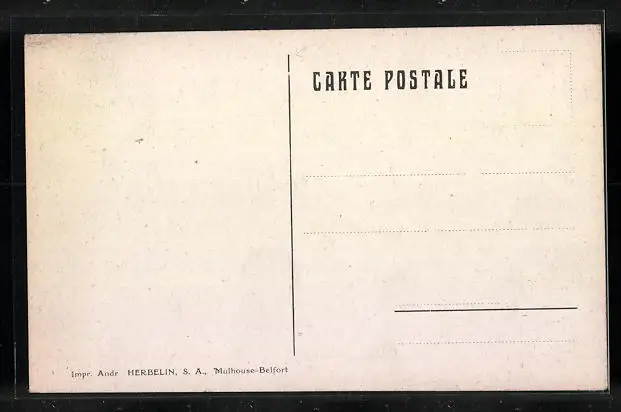 CARTE POSTALE
Impr. Andr HERBELIN, S. A., Mulhouse-Belfort